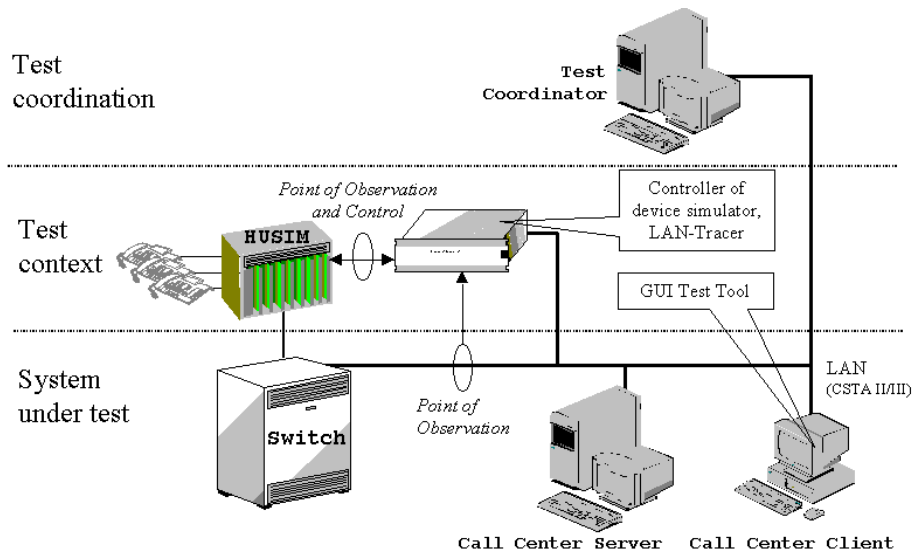 Test
coordination
Test
Coordinator
Point of Observation
and Control
Controller of
device simulator,
LAN-Tracer
Test
context
HUSIM
GUI Test Tool
System
under test
LAN
(CSTA II/III)
Switch
Point of
Observation
Call Center Server
Call Center Client